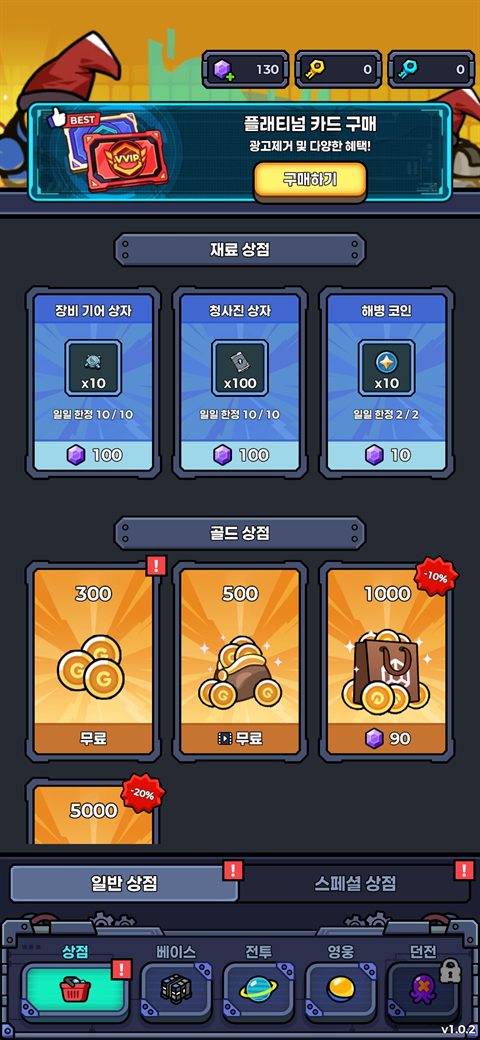 130
0
0
BEST
VVIP
플래티넘 카드 구매
광고제거 및 다양한 혜택!
구매하기
재료 상점
장비 기어 상자
x10
일일 한정 10 / 10
100
청사진 상자
x100
일일 한정 10 / 10
100
해병 코인
x10
일일 한정 2 / 2
10
골드 상점
!
300
무료
500
무료
-10%
1000
90
-20%
5000
일반 상점
!
스페셜 상점
!
상점
!
베이스
전투
영웅
던전
v1.0.2